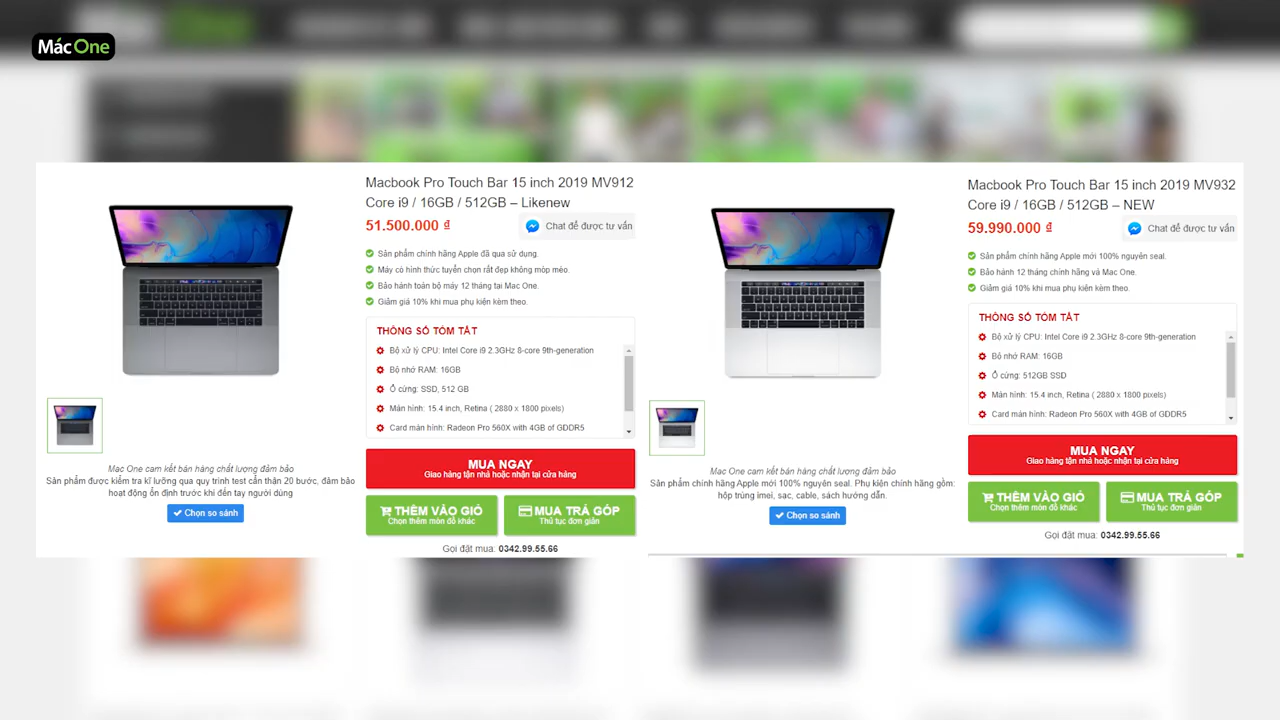 Mác One
Macbook Pro Touch Bar 15 inch 2019 MV912
Core i9 / 16GB / 512GB – Likenew
51.500.000 ₫
Chat để được tư vấn
Sản phẩm chính hãng Apple đã qua sử dụng.
Máy có hình thức tuyển chọn rất đẹp không móp méo.
Bảo hành toàn bộ máy 12 tháng tại Mac One.
Giảm giá 10% khi mua phụ kiện kèm theo.
THÔNG SỐ TÓM TẮT
Bộ xử lý CPU: Intel Core i9 2.3GHz 8-core 9th-generation
Bộ nhớ RAM: 16GB
Ổ cứng: SSD, 512 GB
Màn hình: 15.4 inch, Retina ( 2880 x 1800 pixels)
Card màn hình: Radeon Pro 560X with 4GB of GDDR5
Mac One cam kết bán hàng chất lượng đảm bảo
Sản phẩm được kiểm tra kĩ lưỡng qua quy trình test cẩn thân 20 bước, đảm bảo
hoạt động ổn định trước khi đến tay người dùng
Chọn so sánh
MUA NGAY
Giao hàng tận nhà hoặc nhận tại cửa hàng
THÊM VÀO GIỎ
Chọn thêm món đồ khác
MUA TRẢ GÓP
Thủ tục đơn giản
Gọi đặt mua: 0342.99.55.66
Macbook Pro Touch Bar 15 inch 2019 MV932
Core i9 / 16GB / 512GB – NEW
59.990.000 ₫
Chat để được tư vấn
Sản phẩm chính hãng Apple mới 100% nguyên seal.
Bảo hành 12 tháng chính hãng và Mac One.
Giảm giá 10% khi mua phụ kiện kèm theo.
THÔNG SỐ TÓM TẮT
Bộ xử lý CPU: Intel Core i9 2.3GHz 8-core 9th-generation
Bộ nhớ RAM: 16GB
Ổ cứng: 512GB SSD
Màn hình: 15.4 inch, Retina ( 2880 x 1800 pixels)
Card màn hình: Radeon Pro 560X with 4GB of GDDR5
Mac One cam kết bán hàng chất lượng đảm bảo
Sản phẩm chính hãng Apple mới 100% nguyên seal. Phụ kiện chính hãng gồm:
hộp trùng imei, sạc, cable, sách hướng dẫn.
Chọn so sánh
MUA NGAY
Giao hàng tận nhà hoặc nhận tại cửa hàng
THÊM VÀO GIỎ
Chọn thêm món đồ khác
MUA TRẢ GÓP
Thủ tục đơn giản
Gọi đặt mua: 0342.99.55.66